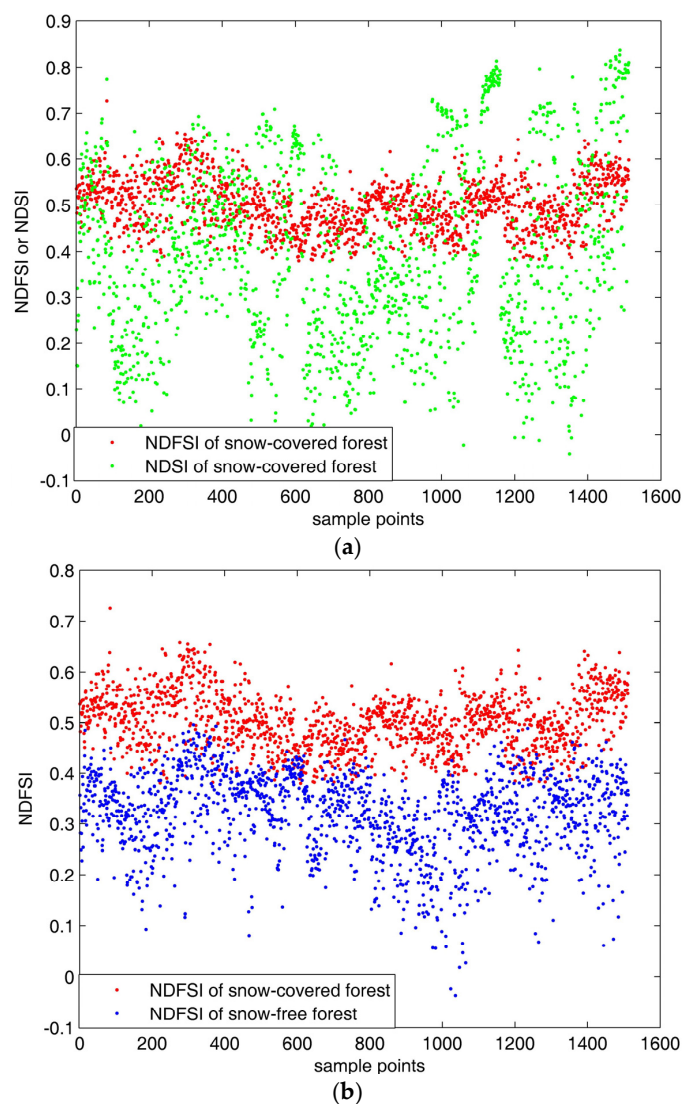 0.9
0.8
0.7
0.6
0.5
0.4
0.3
0.2
0.1
0
-0.1
NDFSI or NDSI
NDFSI of snow-covered forest
NDSI of snow-covered forest
0 200 400 600 800 1000 1200 1400 1600
sample points
(a)
0.8
0.7
0.6
0.5
0.4
0.3
0.2
0.1
0
-0.1
NDFSI
NDFSI of snow-covered forest
NDFSI of snow-free forest
0 200 400 600 800 1000 1200 1400 1600
sample points
(b)